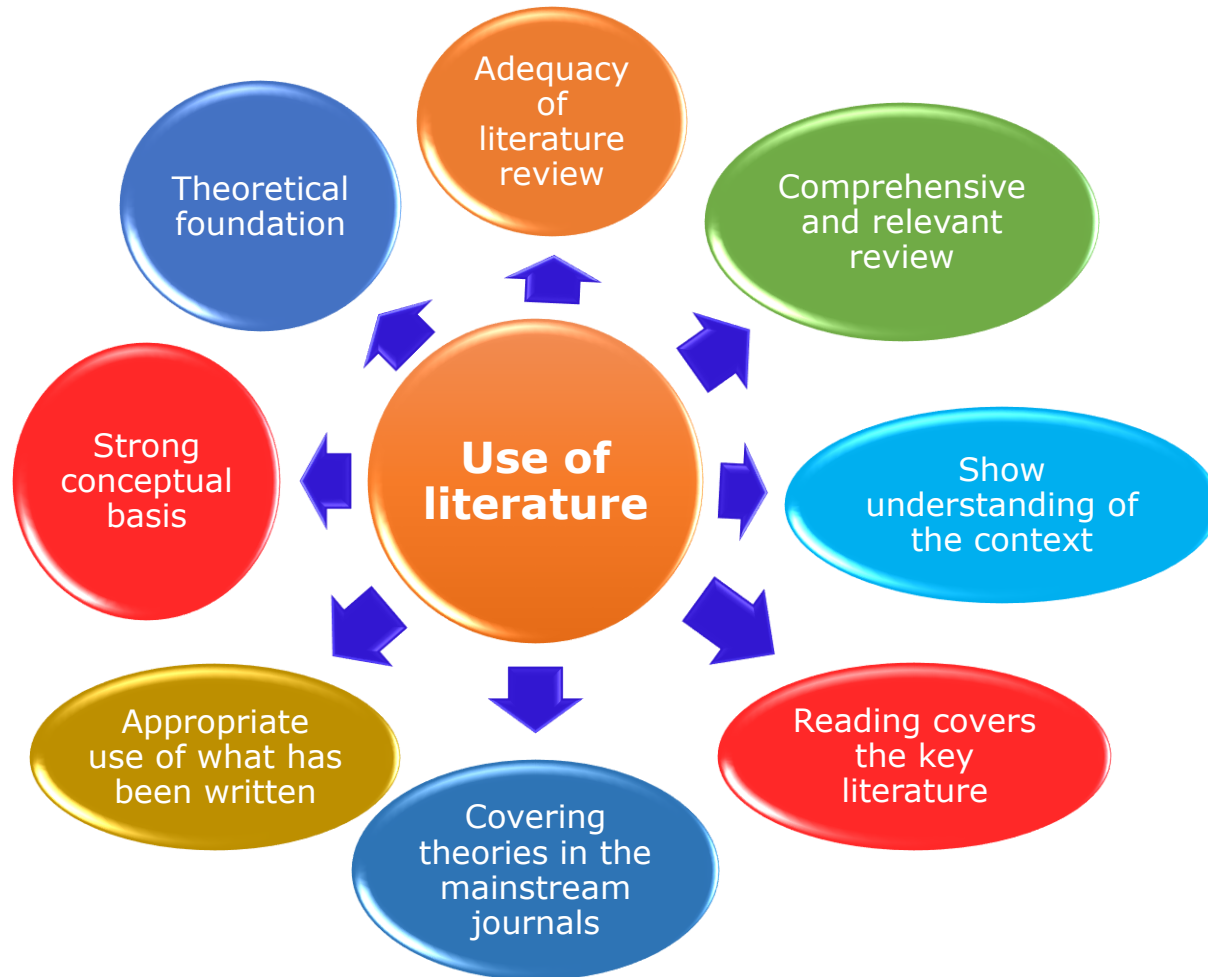 Adequacy
of
literature
review
Comprehensive
and relevant
review
Show
understanding of
the context
Reading covers
the key
literature
Covering
theories in the
mainstream
journals
Appropriate
use of what has
been written
Strong
conceptual
basis
Theoretical
foundation
Use of
literature